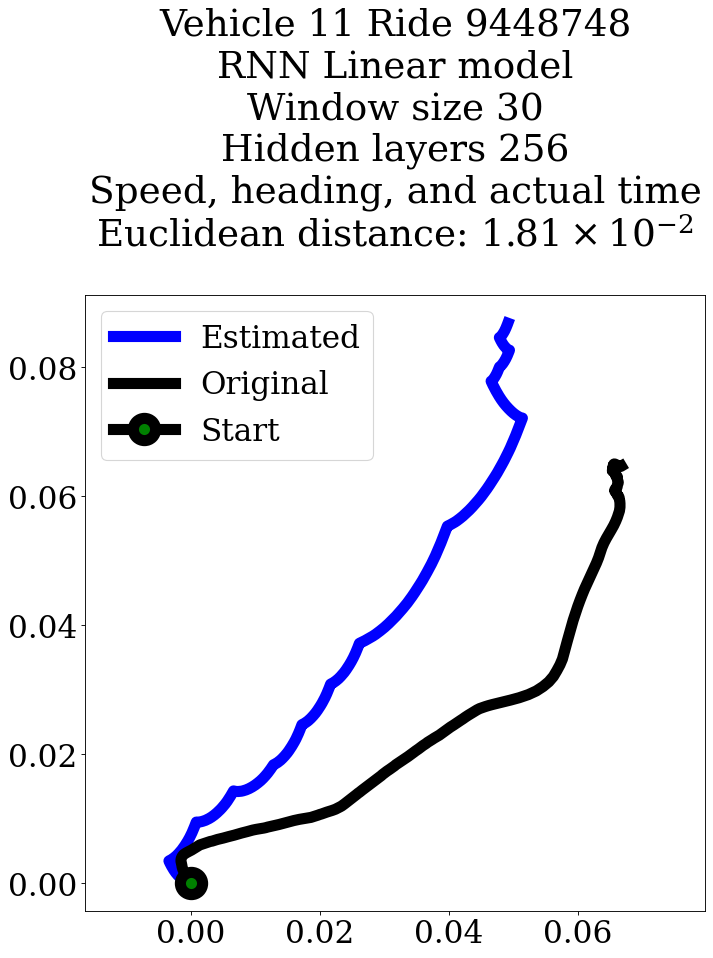 Vehicle 11 Ride 9448748
RNN Linear model
Window size 30
Hidden layers 256
Speed, heading, and actual time
Euclidean distance: 1.81 × 10⁻²
Estimated
Original
Start
0.08
0.06
0.04
0.02
0.00
0.00 0.02 0.04 0.06